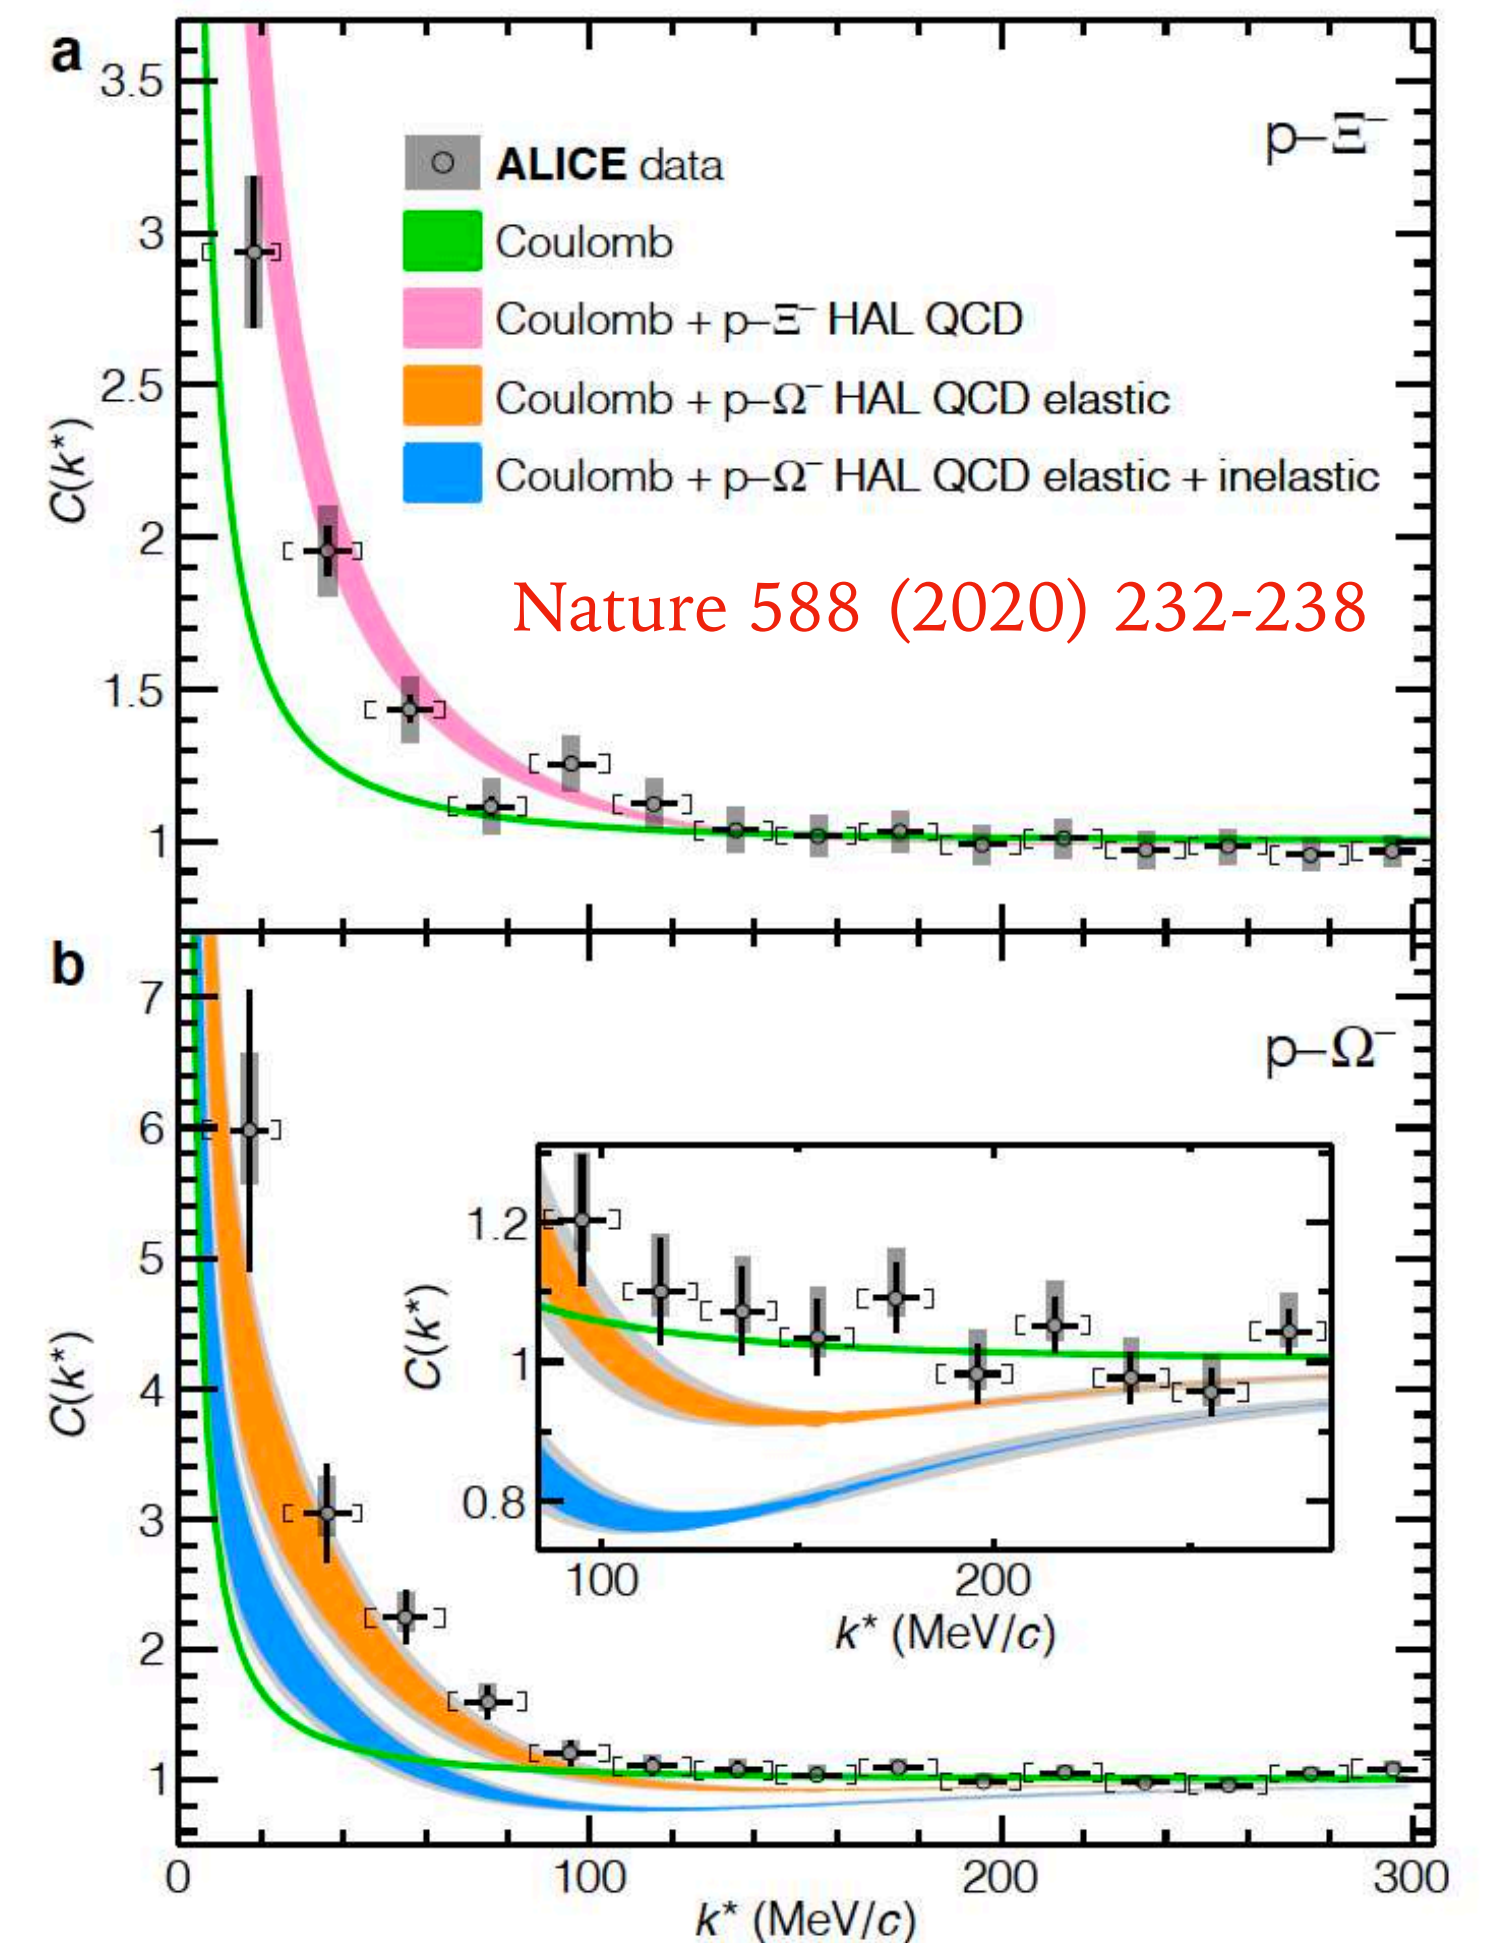 a
p–Ξ⁻
3.5
3
2.5
2
1.5
1
C(k*)
ALICE data
Coulomb
Coulomb + p–Ξ⁻ HAL QCD
Coulomb + p–Ω⁻ HAL QCD elastic
Coulomb + p–Ω⁻ HAL QCD elastic + inelastic
Nature 588 (2020) 232-238
b
p–Ω⁻
7
6
5
4
3
2
1
C(k*)
1.2
1
0.8
C(k*)
100 200
k* (MeV/c)
0 100 200 300
k* (MeV/c)